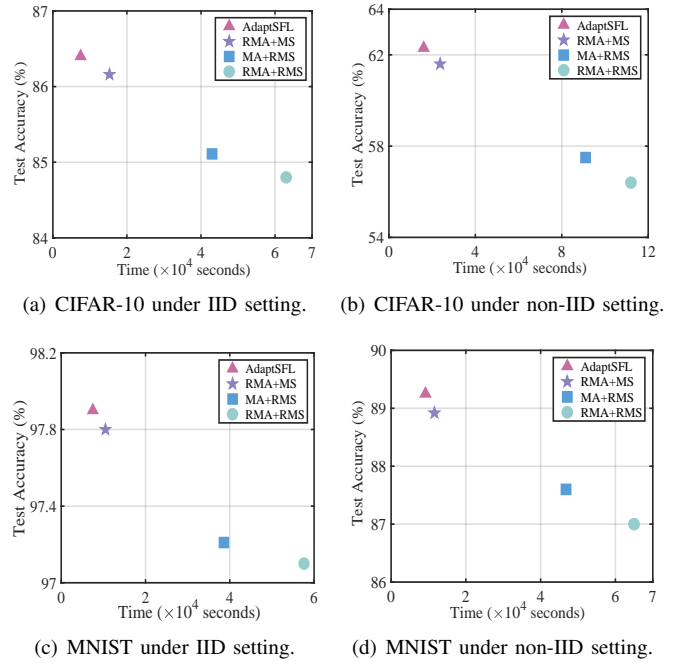 87
86
85
84
Test Accuracy (%)
AdaptSFL
RMA+MS
MA+RMS
RMA+RMS
0 2 4 6 7
Time (×10⁴ seconds)
(a) CIFAR-10 under IID setting.
64
62
58
54
Test Accuracy (%)
AdaptSFL
RMA+MS
MA+RMS
RMA+RMS
0 4 8 12
Time (×10⁴ seconds)
(b) CIFAR-10 under non-IID setting.
98.2
97.8
97.4
97
Test Accuracy (%)
AdaptSFL
RMA+MS
MA+RMS
RMA+RMS
0 2 4 6
Time (×10⁴ seconds)
(c) MNIST under IID setting.
90
89
88
87
86
Test Accuracy (%)
AdaptSFL
RMA+MS
MA+RMS
RMA+RMS
0 2 4 6 7
Time (×10⁴ seconds)
(d) MNIST under non-IID setting.